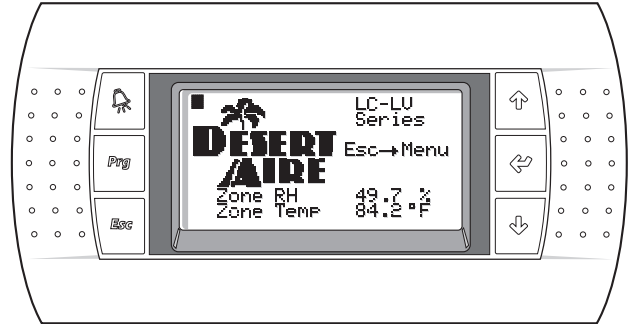 LC-LV
Series
DESERT
AIRE
Esc→Menu
Zone RH 49.7 %
Zone Temp 84.2°F
Prg
Esc